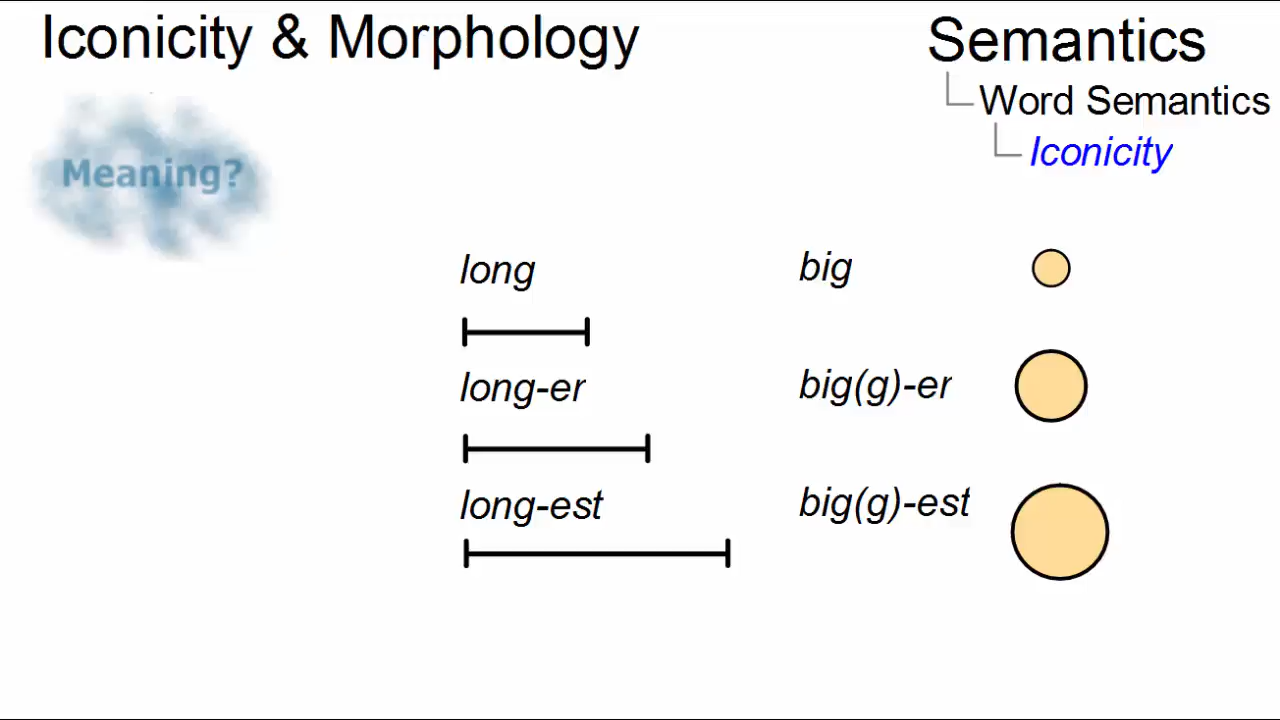 Iconicity & Morphology
Semantics
Word Semantics
Iconicity
Meaning?
long
big
long-er
big(g)-er
long-est
big(g)-est